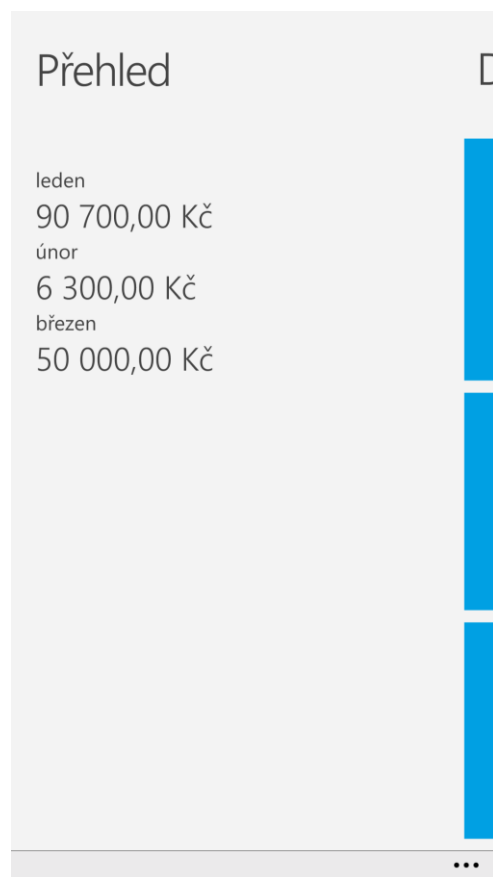 Přehled
leden
90 700,00 Kč
únor
6 300,00 Kč
březen
50 000,00 Kč